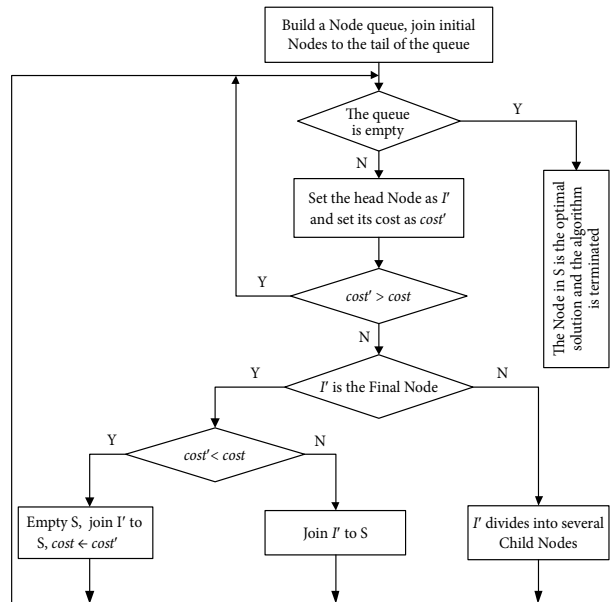 Build a Node queue, join initial
Nodes to the tail of the queue
The queue
is empty
Y
N
Set the head Node as I′
and set its cost as cost′
The Node in S is the optimal
solution and the algorithm
is terminated
Y
cost′ > cost
N
Y
I′ is the Final Node
N
Y
cost′ < cost
N
Empty S, join I′ to
S, cost ← cost′
Join I′ to S
I′ divides into several
Child Nodes